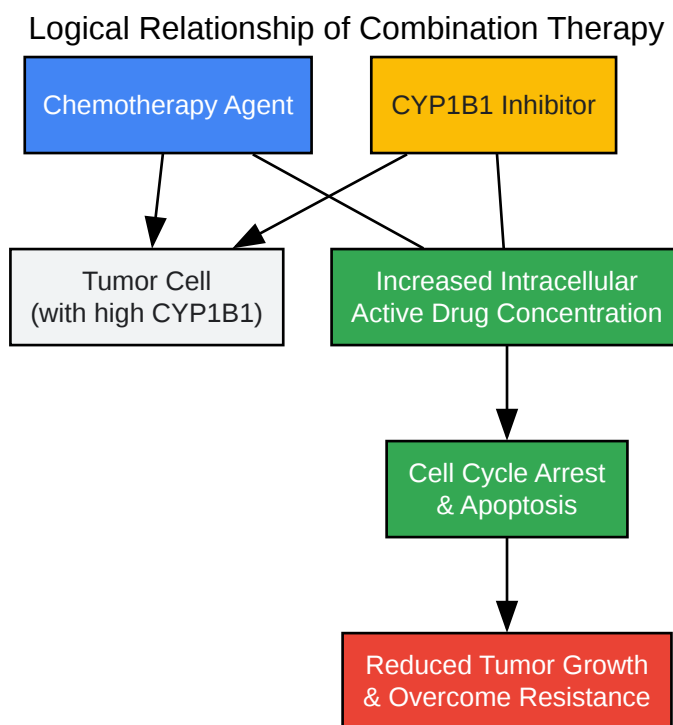 Logical Relationship of Combination Therapy
Chemotherapy Agent
CYP1B1 Inhibitor
Tumor Cell
(with high CYP1B1)
Increased Intracellular
Active Drug Concentration
Cell Cycle Arrest
& Apoptosis
Reduced Tumor Growth
& Overcome Resistance